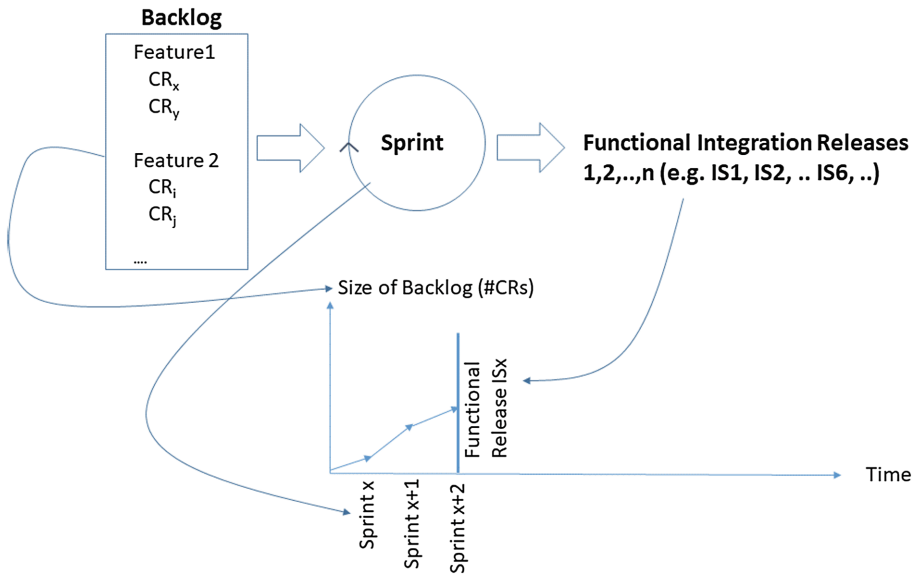 Backlog
Feature1
CRx
CRy
Feature 2
CRi
CRj
....
Sprint
Functional Integration Releases
1,2,..,n (e.g. IS1, IS2, .. IS6, ..)
Size of Backlog (#CRs)
Functional
Release ISx
Time
Sprint x
Sprint x+1
Sprint x+2